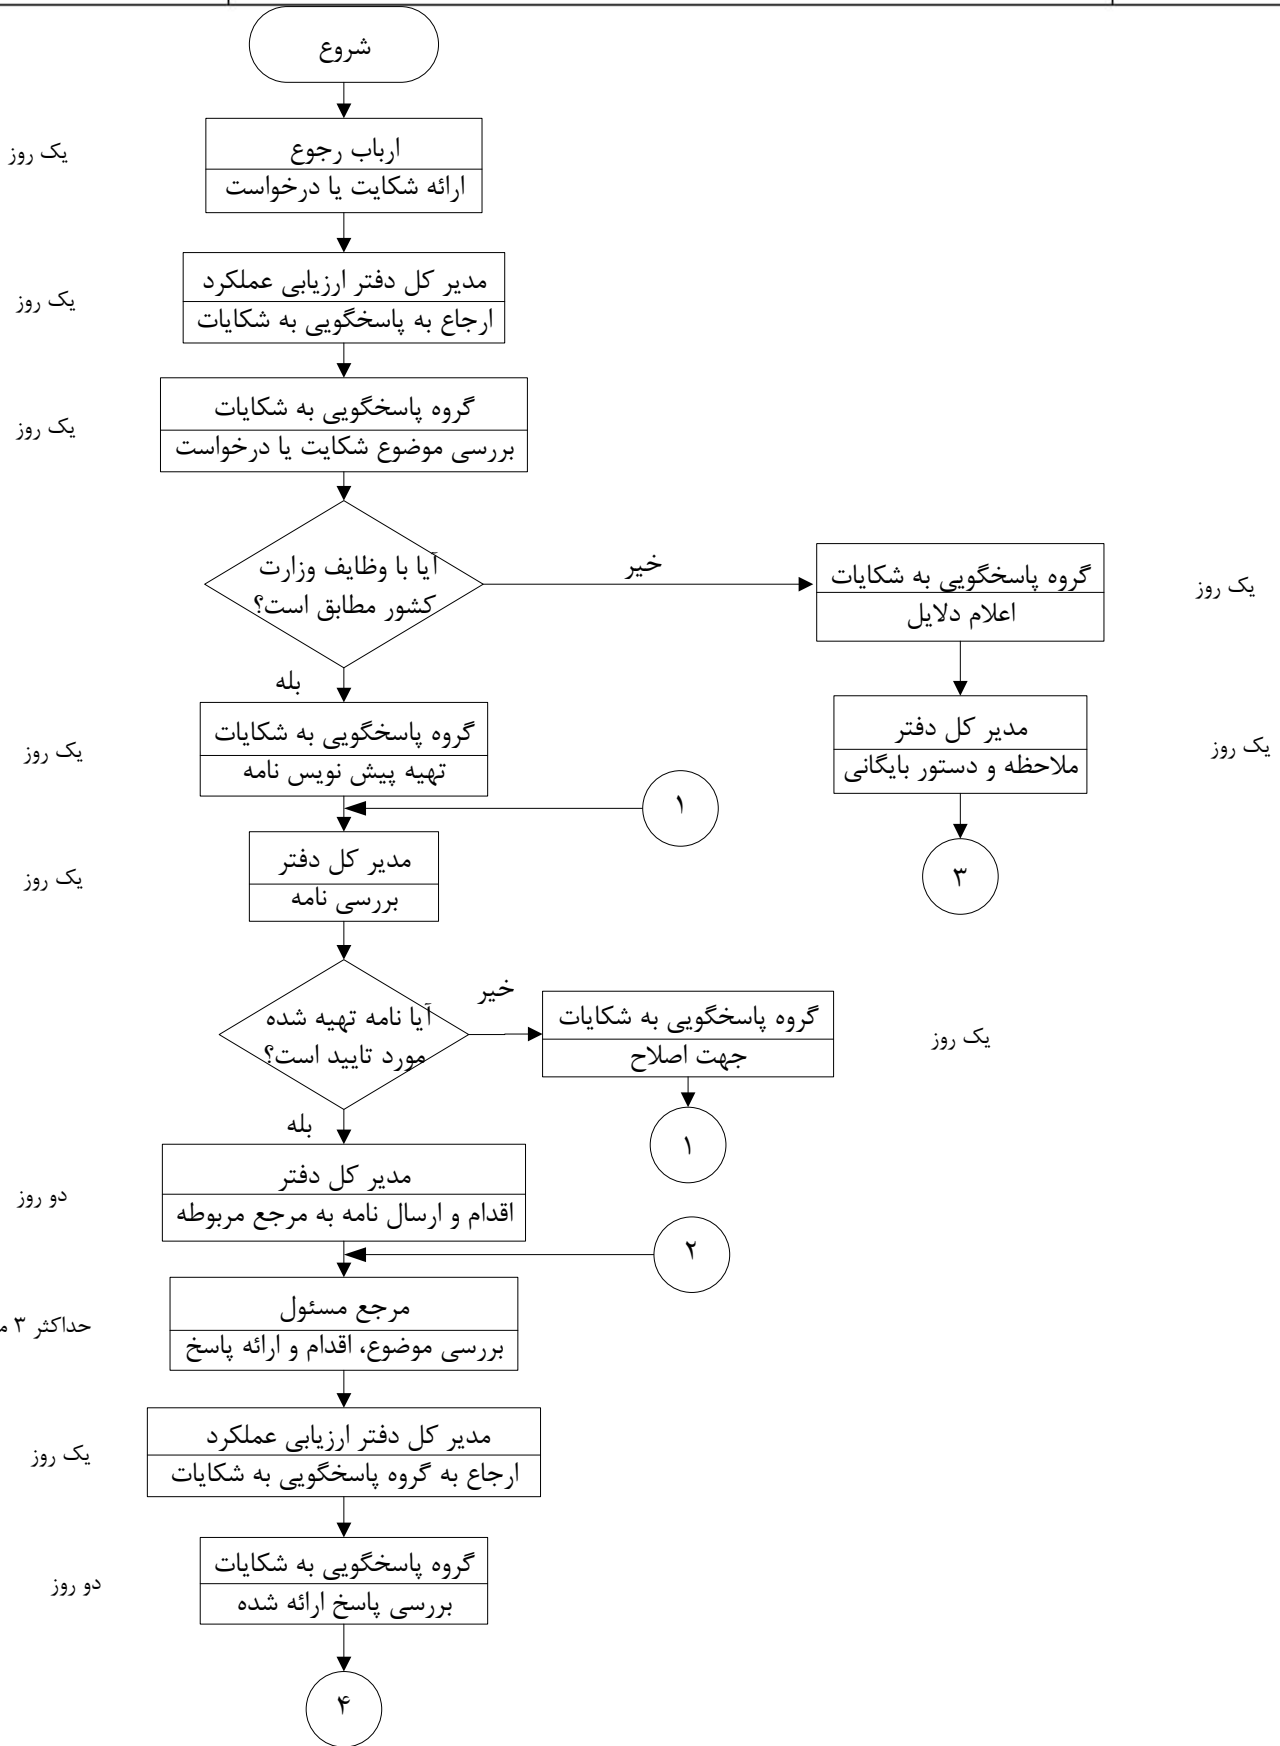 شروع
ارباب رجوع
یک روز
ارائه شکایت یا درخواست
مدیر کل دفتر ارزیابی عملکرد
یک روز
ارجاع به پاسخگویی به شکایات
گروه پاسخگویی به شکایات
یک روز
بررسی موضوع شکایت یا درخواست
آیا با وظایف وزارت
کشور مطابق است؟
خیر
گروه پاسخگویی به شکایات
یک روز
اعلام دلایل
بله
گروه پاسخگویی به شکایات
یک روز
تهیه پیش نویس نامه
مدیر کل دفتر
یک روز
ملاحظه و دستور بایگانی
۱
مدیر کل دفتر
یک روز
بررسی نامه
۳
آیا نامه تهیه شده
مورد تایید است؟
خیر
گروه پاسخگویی به شکایات
یک روز
جهت اصلاح
۱
بله
مدیر کل دفتر
دو روز
اقدام و ارسال نامه به مرجع مربوطه
۲
مرجع مسئول
حداکثر ۳ م
بررسی موضوع، اقدام و ارائه پاسخ
مدیر کل دفتر ارزیابی عملکرد
یک روز
ارجاع به گروه پاسخگویی به شکایات
گروه پاسخگویی به شکایات
دو روز
بررسی پاسخ ارائه شده
۴